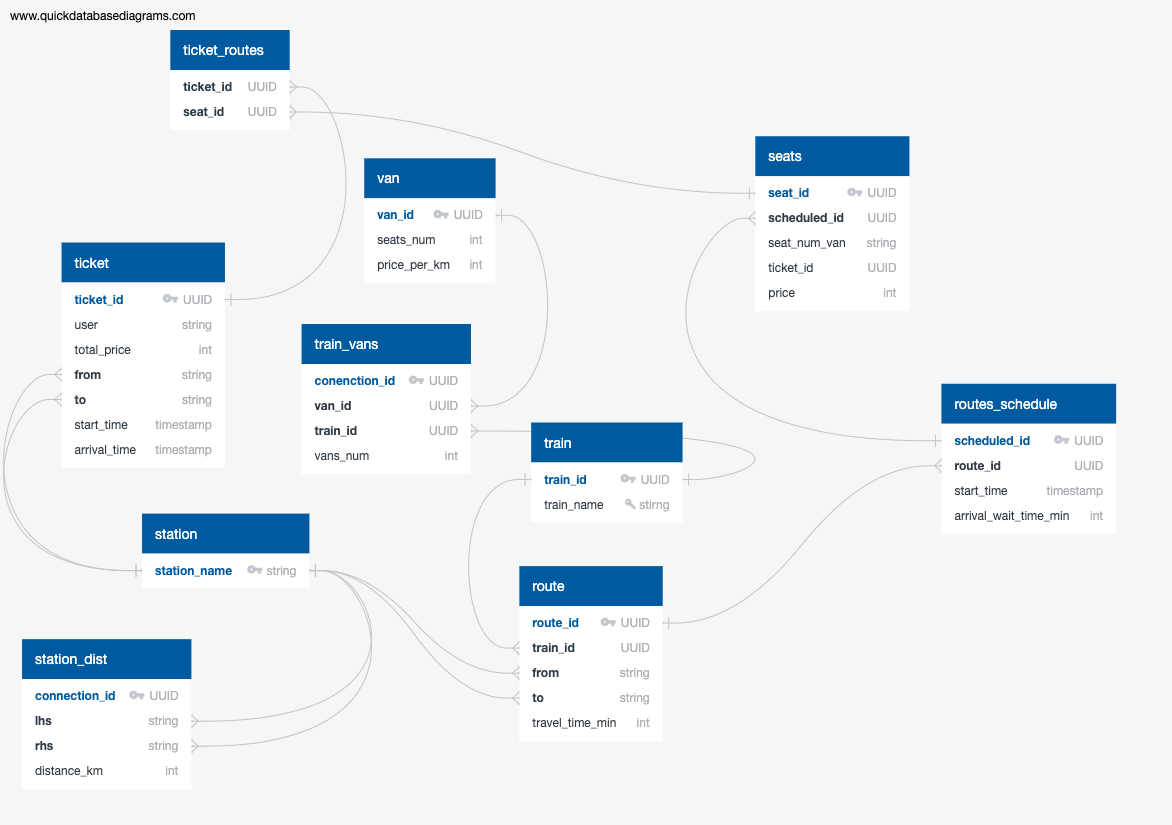 www.quickdatabasediagrams.com
ticket_routes
ticket_id UUID
seat_id UUID
van
van_id UUID
seats_num int
price_per_km int
seats
seat_id UUID
scheduled_id UUID
seat_num_van string
ticket_id UUID
price int
ticket
ticket_id UUID
user string
total_price int
from string
to string
start_time timestamp
arrival_time timestamp
train_vans
conenction_id UUID
van_id UUID
train_id UUID
vans_num int
train
train_id UUID
train_name stirng
routes_schedule
scheduled_id UUID
route_id UUID
start_time timestamp
arrival_wait_time_min int
station
station_name string
route
route_id UUID
train_id UUID
from string
to string
travel_time_min int
station_dist
connection_id UUID
lhs string
rhs string
distance_km int